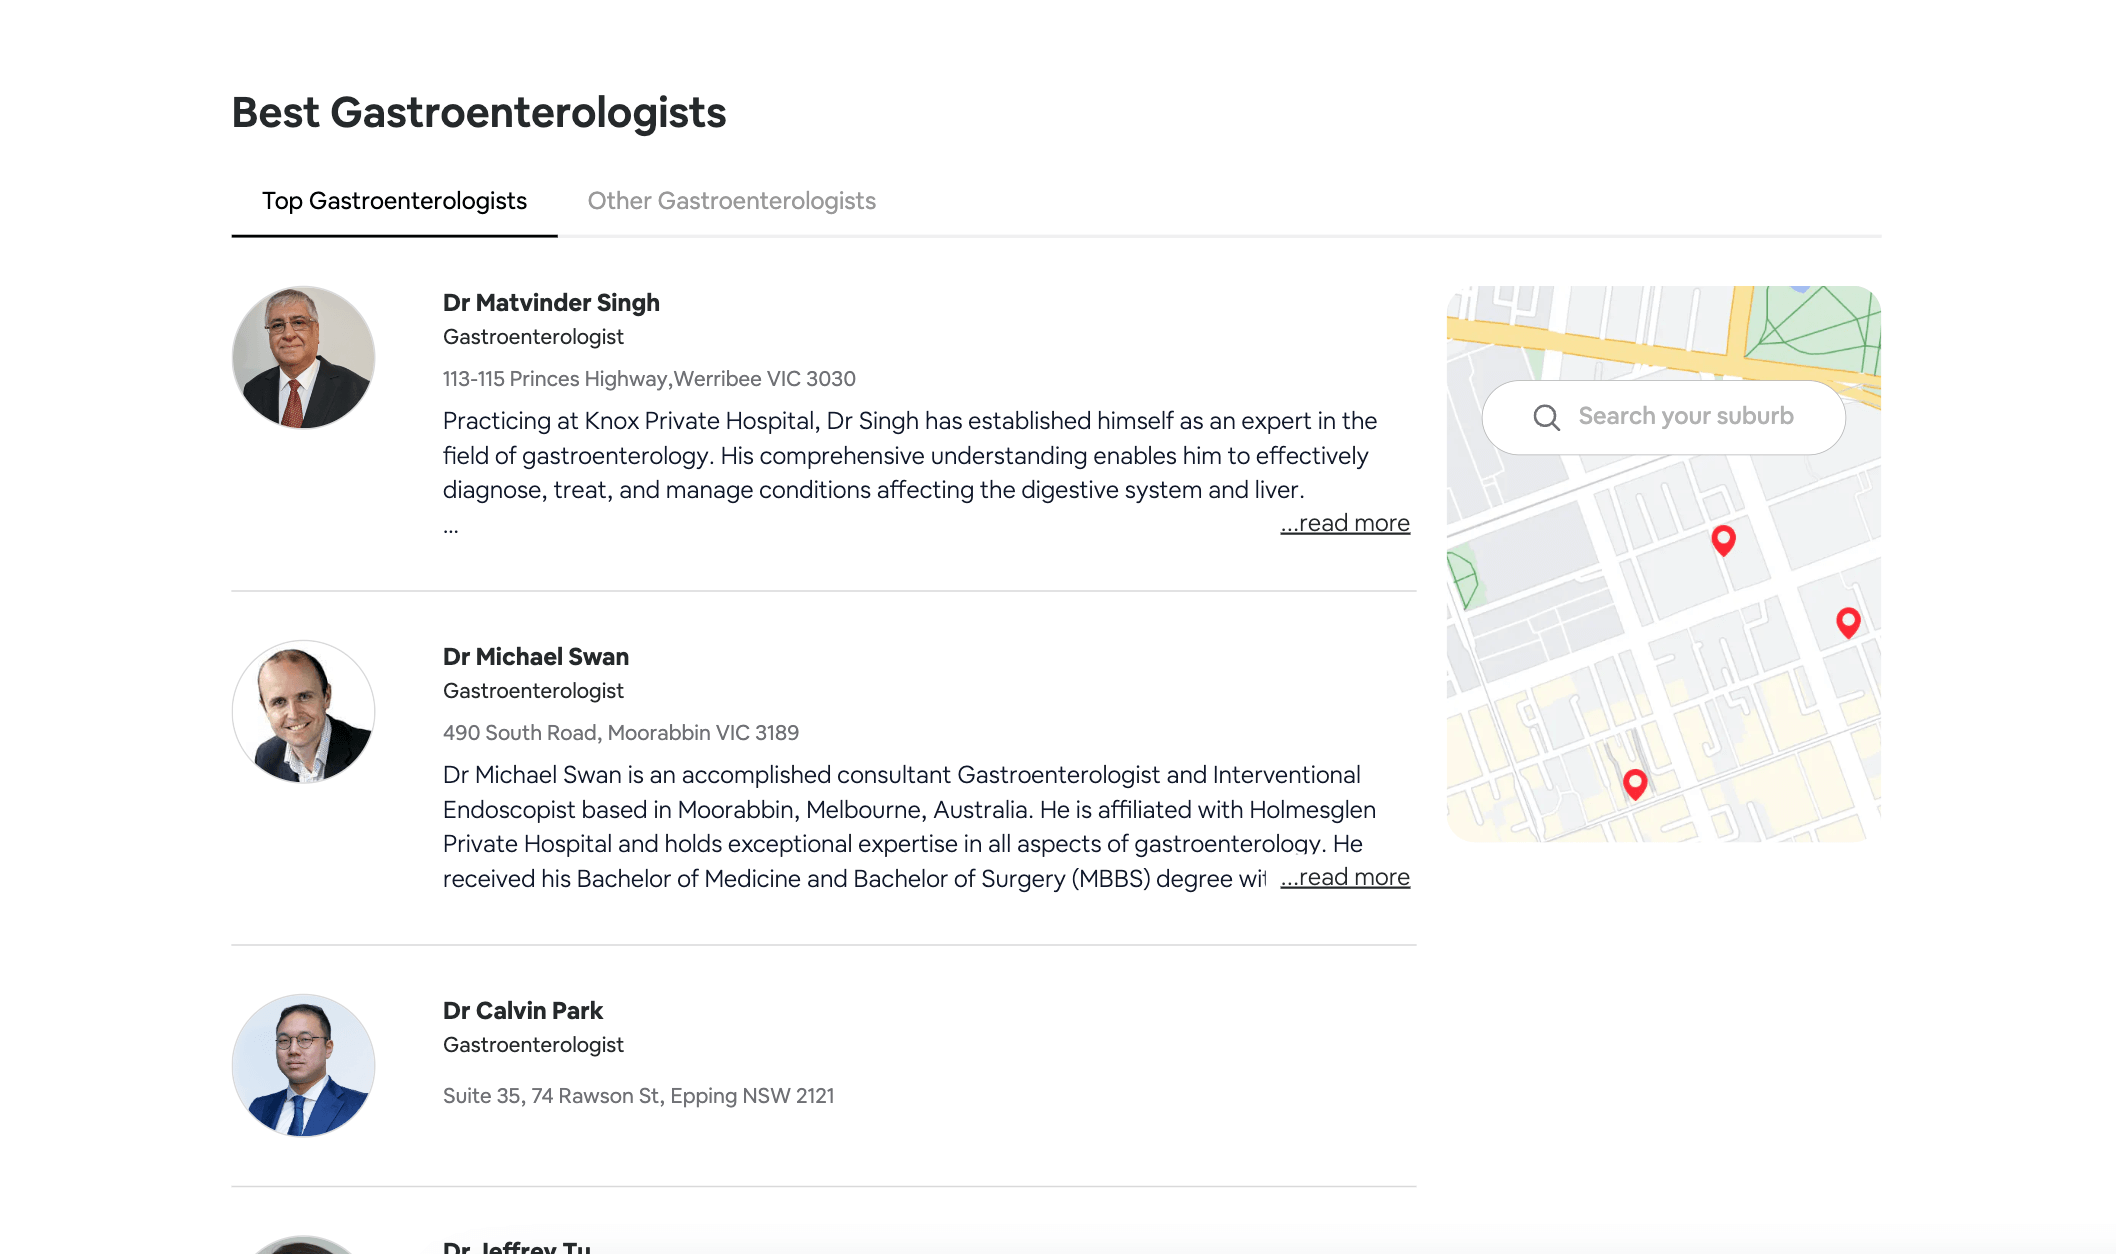 Best Gastroenterologists
Top Gastroenterologists
Other Gastroenterologists
Dr Matvinder Singh
Gastroenterologist
113-115 Princes Highway,Werribee VIC 3030
Practicing at Knox Private Hospital, Dr Singh has established himself as an expert in the
field of gastroenterology. His comprehensive understanding enables him to effectively
diagnose, treat, and manage conditions affecting the digestive system and liver.
...
...read more
Search your suburb
Dr Michael Swan
Gastroenterologist
490 South Road, Moorabbin VIC 3189
Dr Michael Swan is an accomplished consultant Gastroenterologist and Interventional
Endoscopist based in Moorabbin, Melbourne, Australia. He is affiliated with Holmesglen
Private Hospital and holds exceptional expertise in all aspects of gastroenterology. He
received his Bachelor of Medicine and Bachelor of Surgery (MBBS) degree wit
...read more
Dr Calvin Park
Gastroenterologist
Suite 35, 74 Rawson St, Epping NSW 2121
Dr Jeffrey Tu